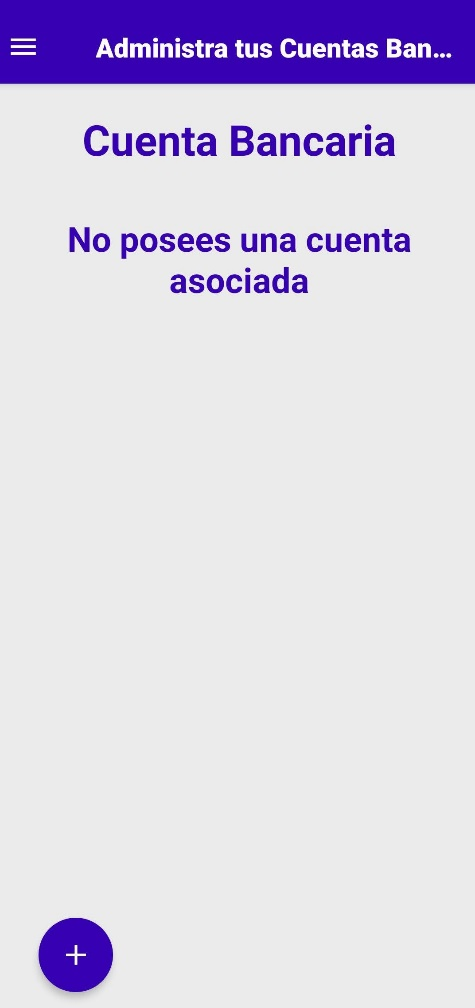 Administra tus Cuentas Ban...
Cuenta Bancaria
No posees una cuenta
asociada
+